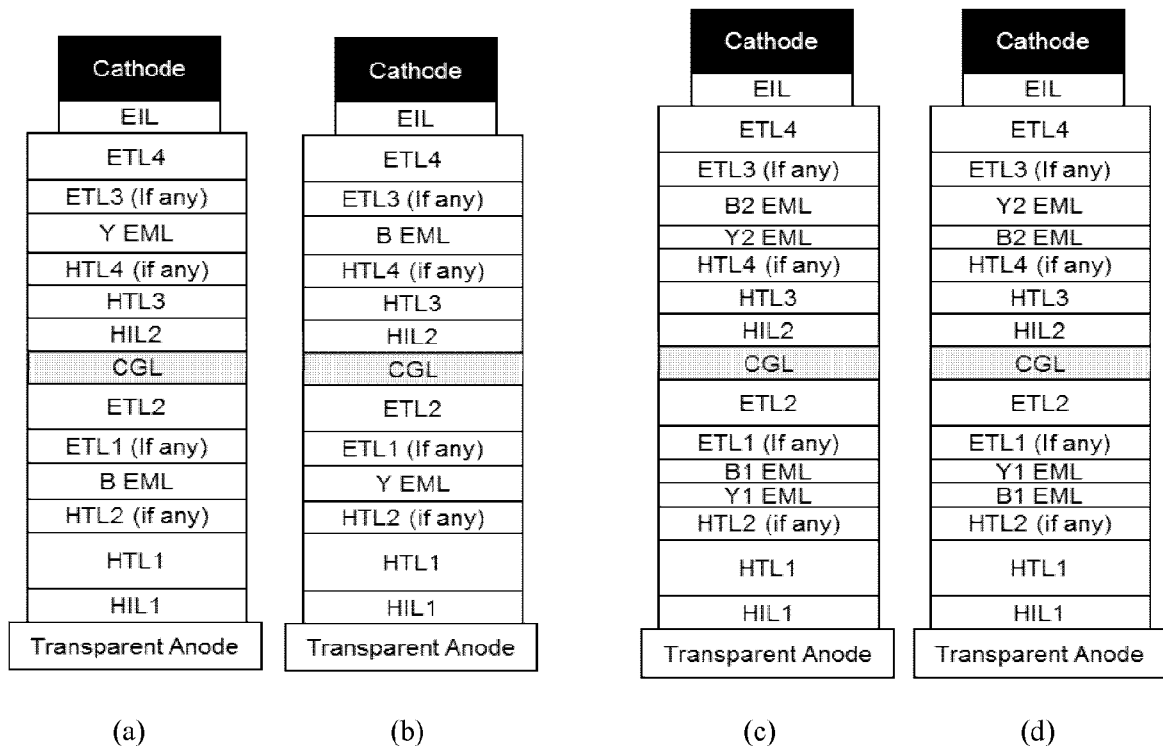 Cathode
EIL
ETL4
ETL3 (If any)
Y EML
HTL4 (if any)
HTL3
HIL2
CGL
ETL2
ETL1 (If any)
B EML
HTL2 (if any)
HTL1
HIL1
Transparent Anode
(a)
Cathode
EIL
ETL4
ETL3 (If any)
B EML
HTL4 (if any)
HTL3
HIL2
CGL
ETL2
ETL1 (If any)
Y EML
HTL2 (if any)
HTL1
HIL1
Transparent Anode
(b)
Cathode
EIL
ETL4
ETL3 (If any)
B2 EML
Y2 EML
HTL4 (if any)
HTL3
HIL2
CGL
ETL2
ETL1 (If any)
B1 EML
Y1 EML
HTL2 (if any)
HTL1
HIL1
Transparent Anode
(c)
Cathode
EIL
ETL4
ETL3 (If any)
Y2 EML
B2 EML
HTL4 (if any)
HTL3
HIL2
CGL
ETL2
ETL1 (If any)
Y1 EML
B1 EML
HTL2 (if any)
HTL1
HIL1
Transparent Anode
(d)